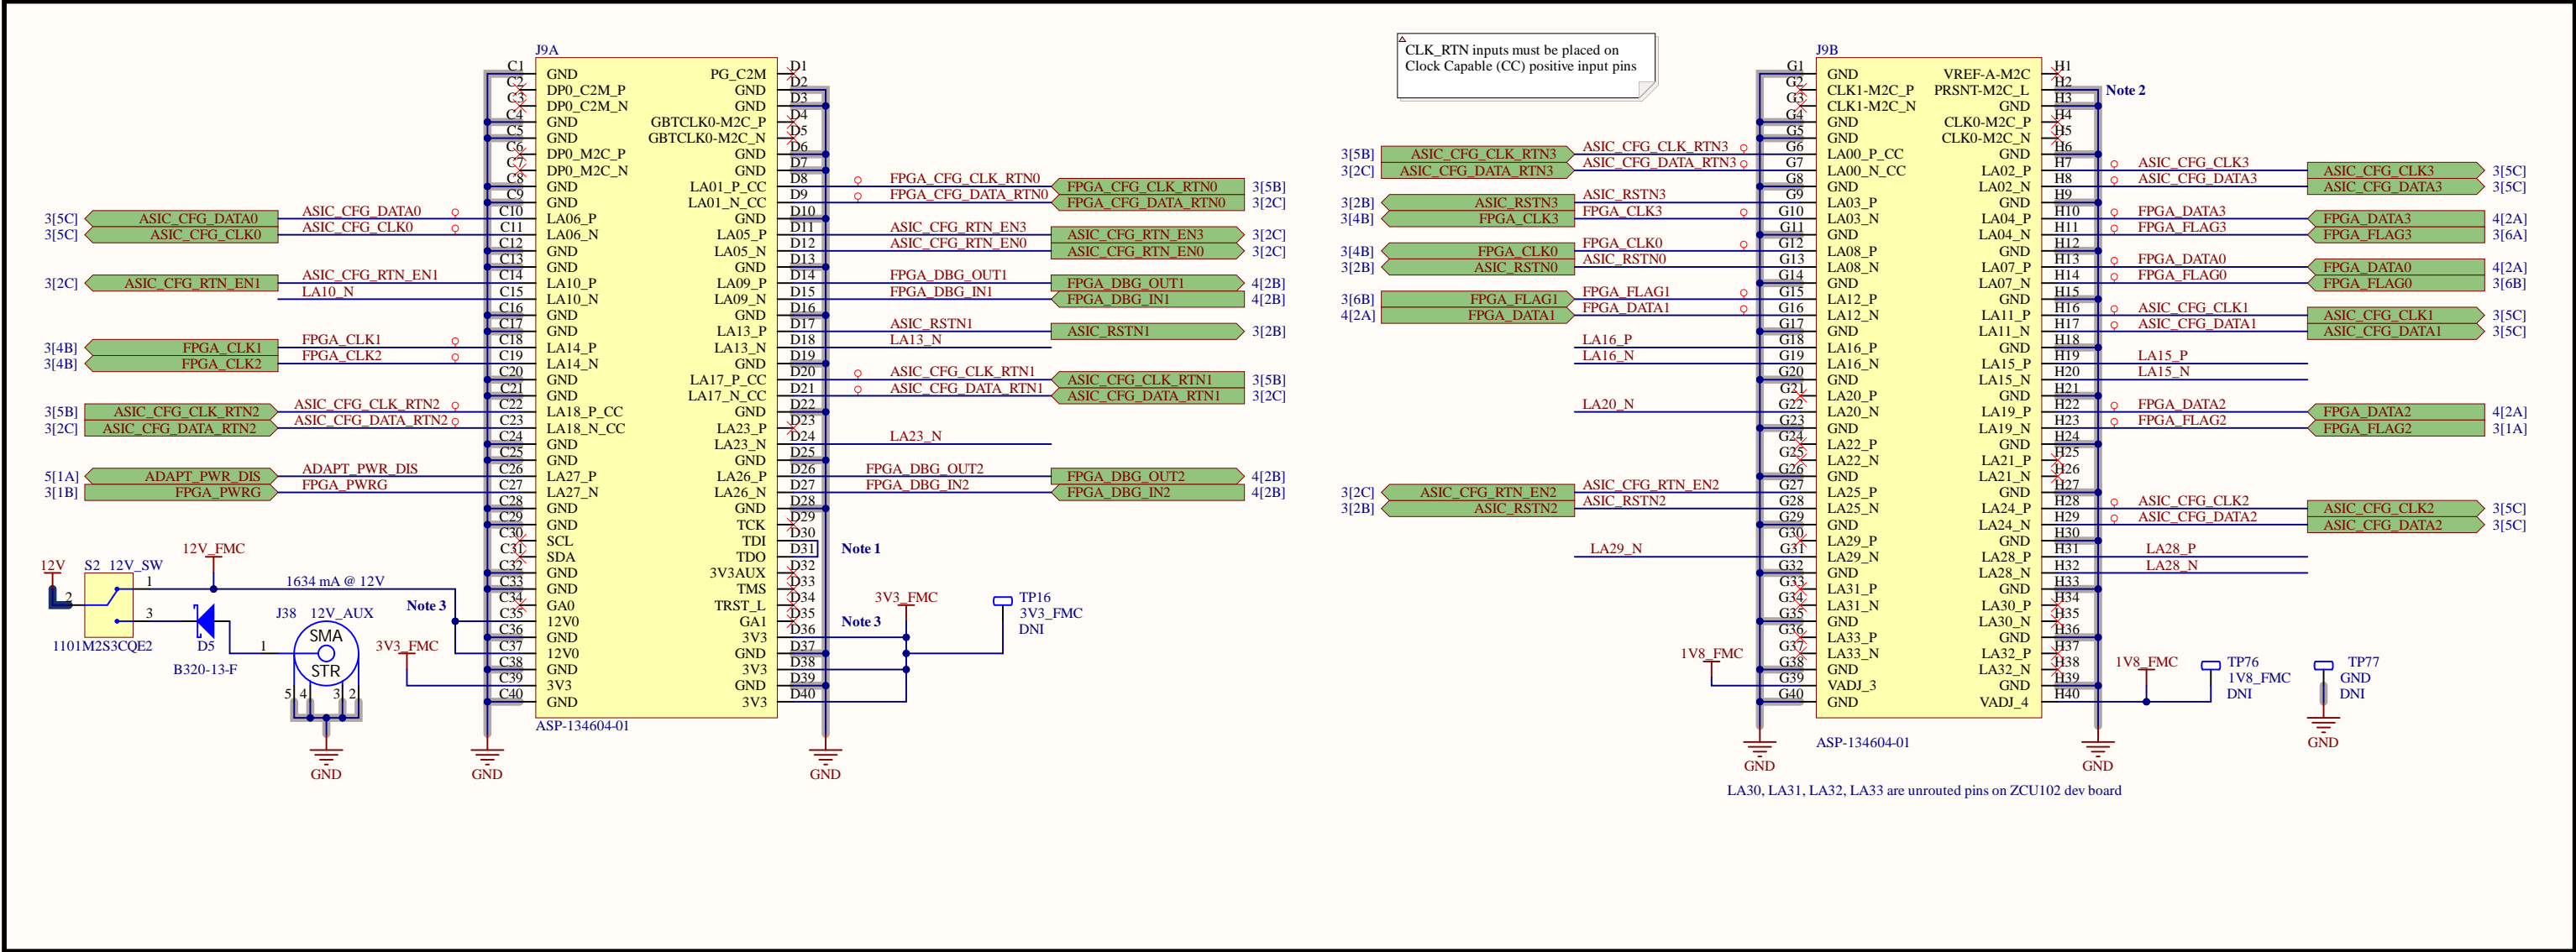 J9A
C1 GND PG_C2M D1
C2 DP0_C2M_P GND D2
C3 DP0_C2M_N GND D3
C4 GND GBTCLK0-M2C_P D4
C5 GND GBTCLK0-M2C_N D5
C6 DP0_M2C_P GND D6
C7 DP0_M2C_N GND D7
C8 GND LA01_P_CC D8 FPGA_CFG_CLK_RTN0 FPGA_CFG_CLK_RTN0 3[5B]
C9 GND LA01_N_CC D9 FPGA_CFG_DATA_RTN0 FPGA_CFG_DATA_RTN0 3[2C]
3[5C] ASIC_CFG_DATA0 ASIC_CFG_DATA0 C10 LA06_P GND D10
3[5C] ASIC_CFG_CLK0 ASIC_CFG_CLK0 C11 LA06_N LA05_P D11 ASIC_CFG_RTN_EN3 ASIC_CFG_RTN_EN3 3[2C]
C12 GND LA05_N D12 ASIC_CFG_RTN_EN0 ASIC_CFG_RTN_EN0 3[2C]
C13 GND GND D13
3[2C] ASIC_CFG_RTN_EN1 ASIC_CFG_RTN_EN1 C14 LA10_P LA09_P D14 FPGA_DBG_OUT1 FPGA_DBG_OUT1 4[2B]
LA10_N C15 LA10_N LA09_N D15 FPGA_DBG_IN1 FPGA_DBG_IN1 4[2B]
C16 GND GND D16
C17 GND LA13_P D17 ASIC_RSTN1 ASIC_RSTN1 3[2B]
3[4B] FPGA_CLK1 FPGA_CLK1 C18 LA14_P LA13_N D18 LA13_N
3[4B] FPGA_CLK2 FPGA_CLK2 C19 LA14_N GND D19
C20 GND LA17_P_CC D20 ASIC_CFG_CLK_RTN1 ASIC_CFG_CLK_RTN1 3[5B]
C21 GND LA17_N_CC D21 ASIC_CFG_DATA_RTN1 ASIC_CFG_DATA_RTN1 3[2C]
3[5B] ASIC_CFG_CLK_RTN2 ASIC_CFG_CLK_RTN2 C22 LA18_P_CC GND D22
3[2C] ASIC_CFG_DATA_RTN2 ASIC_CFG_DATA_RTN2 C23 LA18_N_CC LA23_P D23
C24 GND LA23_N D24 LA23_N
C25 GND GND D25
5[1A] ADAPT_PWR_DIS ADAPT_PWR_DIS C26 LA27_P LA26_P D26 FPGA_DBG_OUT2 FPGA_DBG_OUT2 4[2B]
3[1B] FPGA_PWRG FPGA_PWRG C27 LA27_N LA26_N D27 FPGA_DBG_IN2 FPGA_DBG_IN2 4[2B]
C28 GND GND D28
C29 GND TCK D29
C30 SCL TDI D30
C31 SDA TDO D31 Note 1
C32 GND 3V3AUX D32
C33 GND TMS D33
C34 GA0 TRST_L D34
C35 12V0 GA1 D35 Note 3
C36 GND 3V3 D36
C37 12V0 GND D37
C38 GND 3V3 D38
C39 3V3 GND D39
C40 GND 3V3 D40
ASP-134604-01
GND
GND
12V
S2 12V_SW
12V_FMC
1634 mA @ 12V
1
2
3
1101M2S3CQE2
D5
B320-13-F
J38 12V_AUX
1
SMA
STR
5 4 3 2
GND
Note 3
3V3_FMC
3V3_FMC
TP16
3V3_FMC
DNI
CLK_RTN inputs must be placed on
Clock Capable (CC) positive input pins
J9B
G1 GND VREF-A-M2C H1
G2 CLK1-M2C_P PRSNT-M2C_L H2 Note 2
G3 CLK1-M2C_N GND H3
G4 GND CLK0-M2C_P H4
G5 GND CLK0-M2C_N H5
3[5B] ASIC_CFG_CLK_RTN3 ASIC_CFG_CLK_RTN3 G6 LA00_P_CC GND H6
3[2C] ASIC_CFG_DATA_RTN3 ASIC_CFG_DATA_RTN3 G7 LA00_N_CC LA02_P H7 ASIC_CFG_CLK3 ASIC_CFG_CLK3 3[5C]
G8 GND LA02_N H8 ASIC_CFG_DATA3 ASIC_CFG_DATA3 3[5C]
3[2B] ASIC_RSTN3 ASIC_RSTN3 G9 LA03_P GND H9
3[4B] FPGA_CLK3 FPGA_CLK3 G10 LA03_N LA04_P H10 FPGA_DATA3 FPGA_DATA3 4[2A]
G11 GND LA04_N H11 FPGA_FLAG3 FPGA_FLAG3 3[6A]
3[4B] FPGA_CLK0 FPGA_CLK0 G12 LA08_P GND H12
3[2B] ASIC_RSTN0 ASIC_RSTN0 G13 LA08_N LA07_P H13 FPGA_DATA0 FPGA_DATA0 4[2A]
G14 GND LA07_N H14 FPGA_FLAG0 FPGA_FLAG0 3[6B]
3[6B] FPGA_FLAG1 FPGA_FLAG1 G15 LA12_P GND H15
4[2A] FPGA_DATA1 FPGA_DATA1 G16 LA12_N LA11_P H16 ASIC_CFG_CLK1 ASIC_CFG_CLK1 3[5C]
G17 GND LA11_N H17 ASIC_CFG_DATA1 ASIC_CFG_DATA1 3[5C]
LA16_P G18 LA16_P GND H18
LA16_N G19 LA16_N LA15_P H19 LA15_P
G20 GND LA15_N H20 LA15_N
G21 LA20_P GND H21
LA20_N G22 LA20_N LA19_P H22 FPGA_DATA2 FPGA_DATA2 4[2A]
G23 GND LA19_N H23 FPGA_FLAG2 FPGA_FLAG2 3[1A]
G24 LA22_P GND H24
G25 LA22_N LA21_P H25
G26 GND LA21_N H26
3[2C] ASIC_CFG_RTN_EN2 ASIC_CFG_RTN_EN2 G27 LA25_P GND H27
3[2B] ASIC_RSTN2 ASIC_RSTN2 G28 LA25_N LA24_P H28 ASIC_CFG_CLK2 ASIC_CFG_CLK2 3[5C]
G29 GND LA24_N H29 ASIC_CFG_DATA2 ASIC_CFG_DATA2 3[5C]
G30 LA29_P GND H30
LA29_N G31 LA29_N LA28_P H31 LA28_P
G32 GND LA28_N H32 LA28_N
G33 LA31_P GND H33
G34 LA31_N LA30_P H34
G35 GND LA30_N H35
G36 LA33_P GND H36
G37 LA33_N LA32_P H37
G38 GND LA32_N H38
G39 VADJ_3 GND H39
G40 GND VADJ_4 H40
1V8_FMC
1V8_FMC
TP76
1V8_FMC
DNI
TP77
GND
DNI
GND
ASP-134604-01
GND
GND
LA30, LA31, LA32, LA33 are unrouted pins on ZCU102 dev board